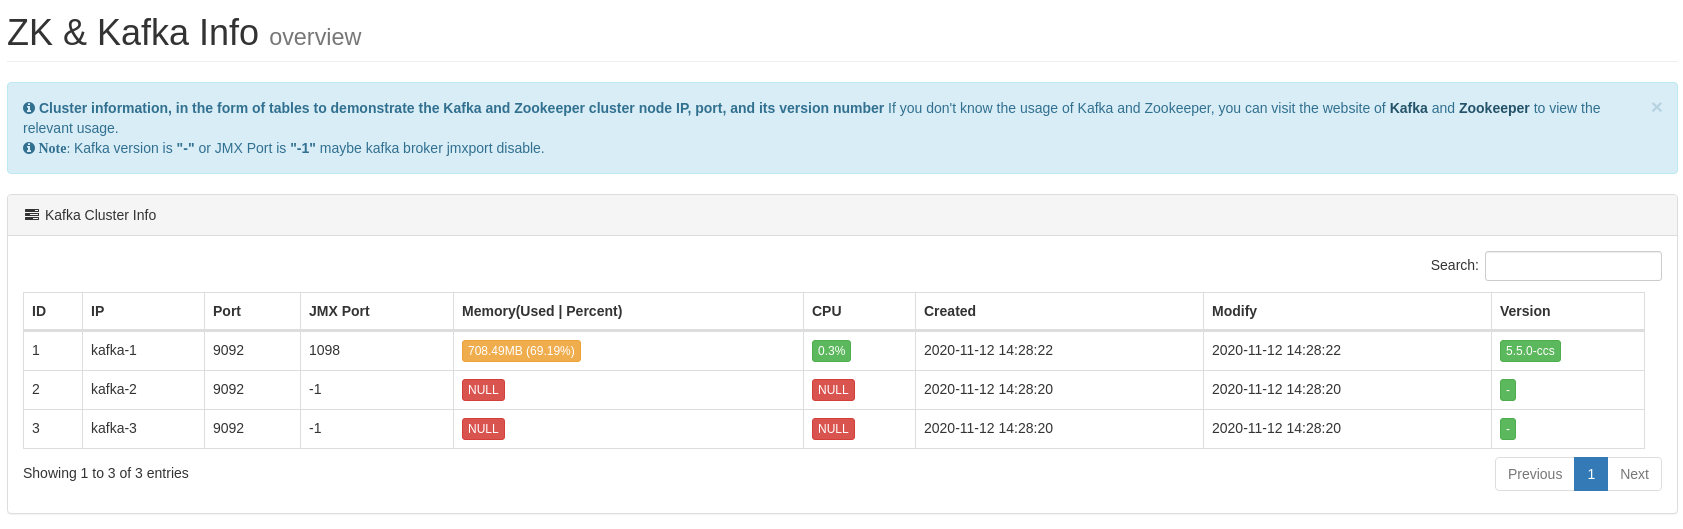 ZK & Kafka Info overview
Cluster information, in the form of tables to demonstrate the Kafka and Zookeeper cluster node IP, port, and its version number If you don't know the usage of Kafka and Zookeeper, you can visit the website of Kafka and Zookeeper to view the ×
relevant usage.
Note: Kafka version is "-" or JMX Port is "-1" maybe kafka broker jmxport disable.
Kafka Cluster Info
Search:
ID IP Port JMX Port Memory(Used | Percent) CPU Created Modify Version
1 kafka-1 9092 1098 708.49MB (69.19%) 0.3% 2020-11-12 14:28:22 2020-11-12 14:28:22 5.5.0-ccs
2 kafka-2 9092 -1 NULL NULL 2020-11-12 14:28:20 2020-11-12 14:28:20 -
3 kafka-3 9092 -1 NULL NULL 2020-11-12 14:28:20 2020-11-12 14:28:20 -
Showing 1 to 3 of 3 entries Previous 1 Next